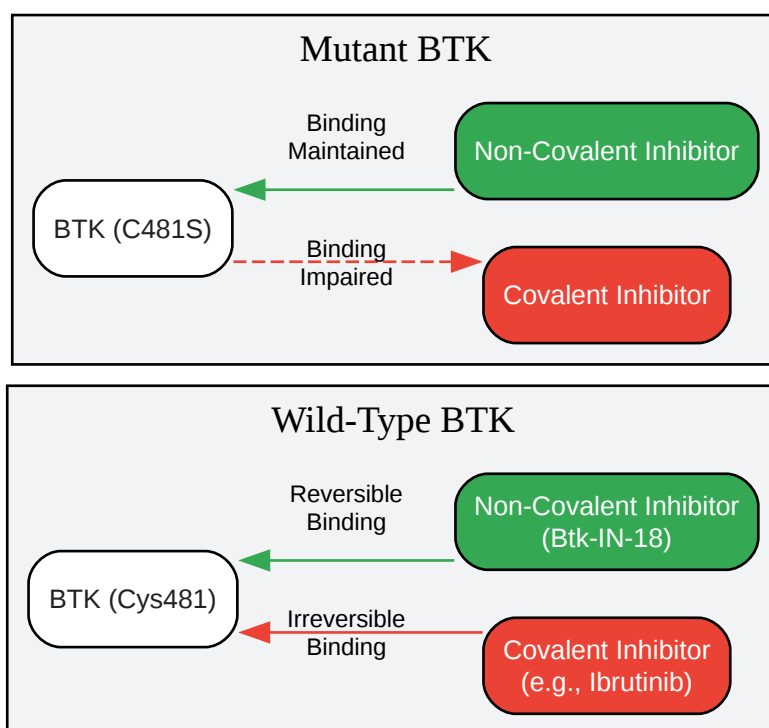 Mutant BTK
Binding
Maintained
Non-Covalent Inhibitor
BTK (C481S)
Binding
Impaired
Covalent Inhibitor
Wild-Type BTK
Reversible
Binding
Non-Covalent Inhibitor
(Btk-IN-18)
BTK (Cys481)
Irreversible
Binding
Covalent Inhibitor
(e.g., Ibrutinib)